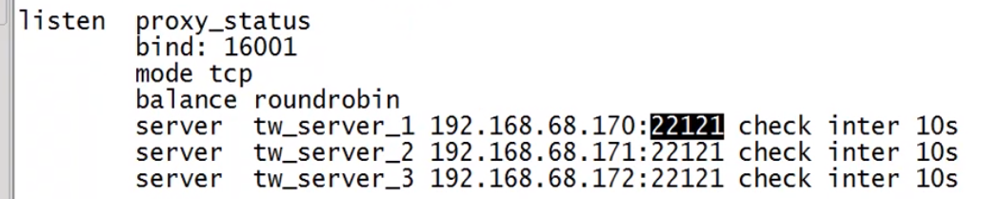 listen  proxy_status
        bind: 16001
        mode tcp
        balance roundrobin
        server  tw_server_1 192.168.68.170:22121 check inter 10s
        server  tw_server_2 192.168.68.171:22121 check inter 10s
        server  tw_server_3 192.168.68.172:22121 check inter 10s